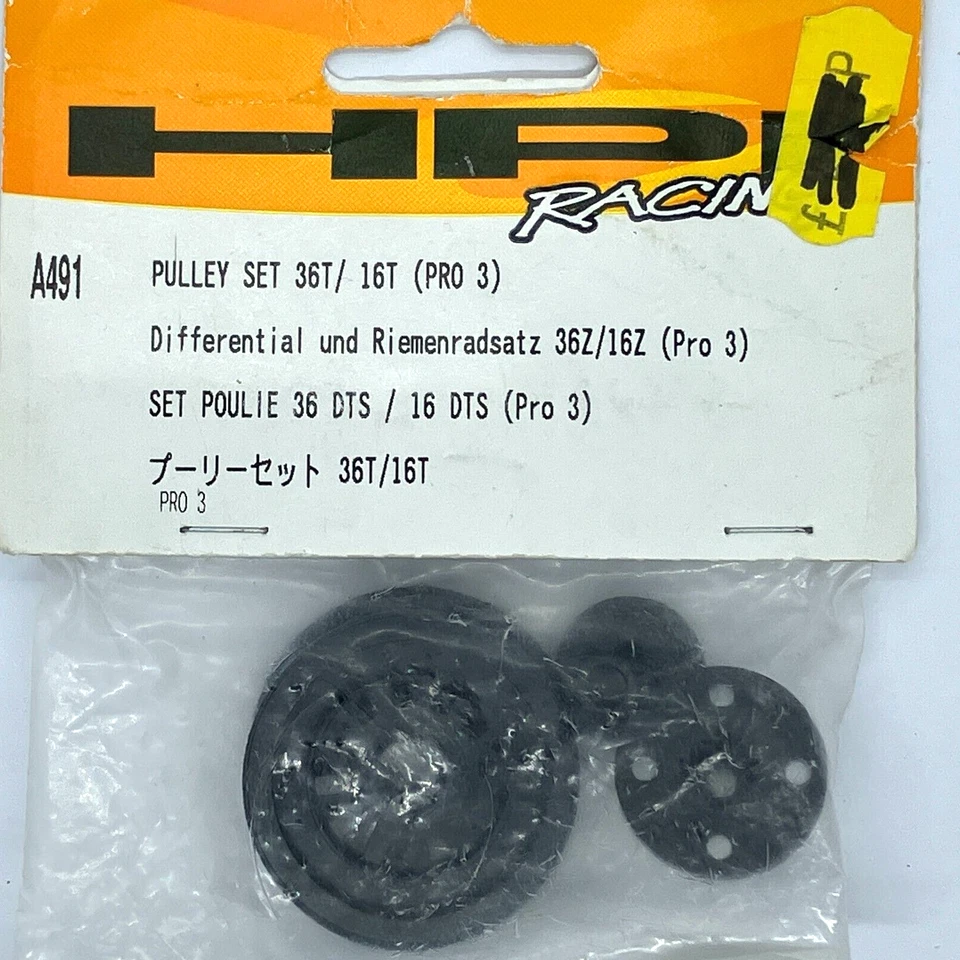 HPI
RACING
£ P
A491
PULLEY SET 36T/ 16T (PRO 3)
Differential und Riemenradsatz 36Z/16Z (Pro 3)
SET POULIE 36 DTS / 16 DTS (Pro 3)
プーリーセット 36T/16T
PRO 3